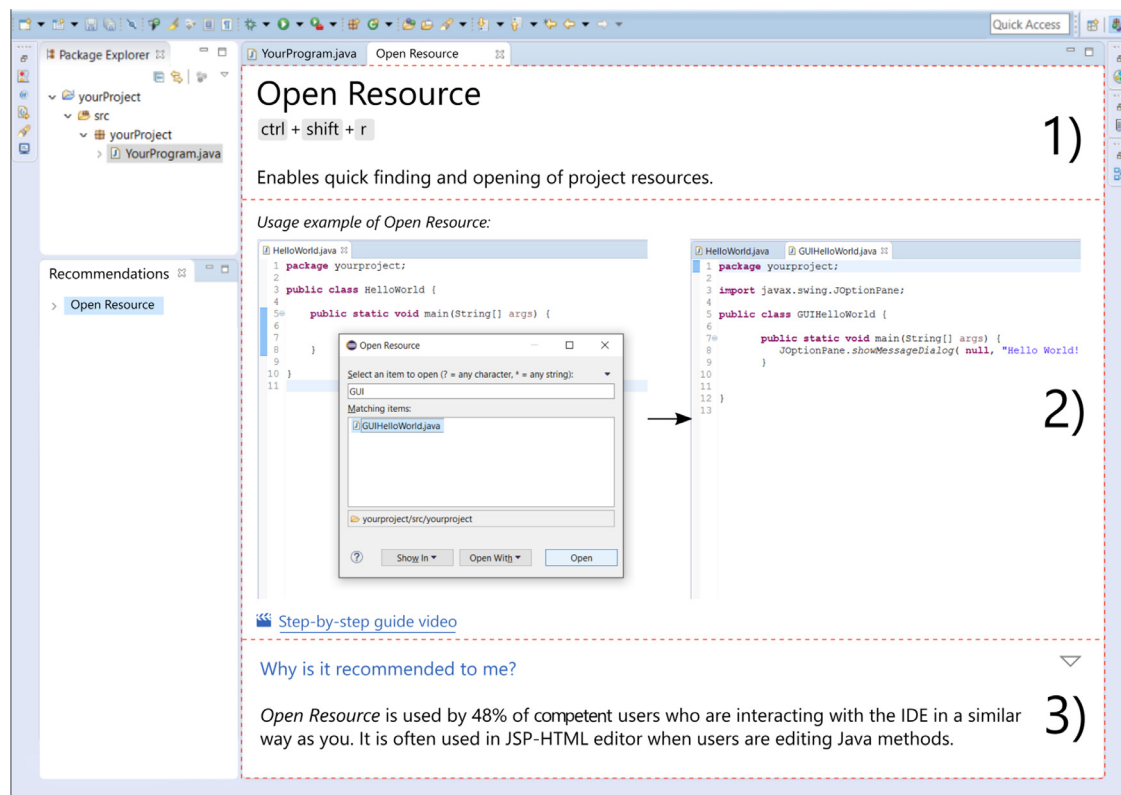 Quick Access
Package Explorer
yourProject
src
yourProject
YourProgram.java
Recommendations
Open Resource
YourProgram.java
Open Resource
Open Resource
ctrl + shift + r
1)
Enables quick finding and opening of project resources.
Usage example of Open Resource:
HelloWorld.java
1 package yourproject;
2
3 public class HelloWorld {
4
5 public static void main(String[] args) {
6
7
8 }
9
10 }
11
Open Resource
Select an item to open (? = any character, * = any string):
GUI
Matching items:
GUIHelloWorld.java
yourproject/src/yourproject
? Show In Open With Open
HelloWorld.java GUIHelloWorld.java
1 package yourproject;
2
3 import javax.swing.JOptionPane;
4
5 public class GUIHelloWorld {
6
7 public static void main(String[] args) {
8 JOptionPane.showMessageDialog( null, "Hello World!
9 }
10
11
12 }
13
2)
Step-by-step guide video
Why is it recommended to me?
Open Resource is used by 48% of competent users who are interacting with the IDE in a similar
way as you. It is often used in JSP-HTML editor when users are editing Java methods.
3)